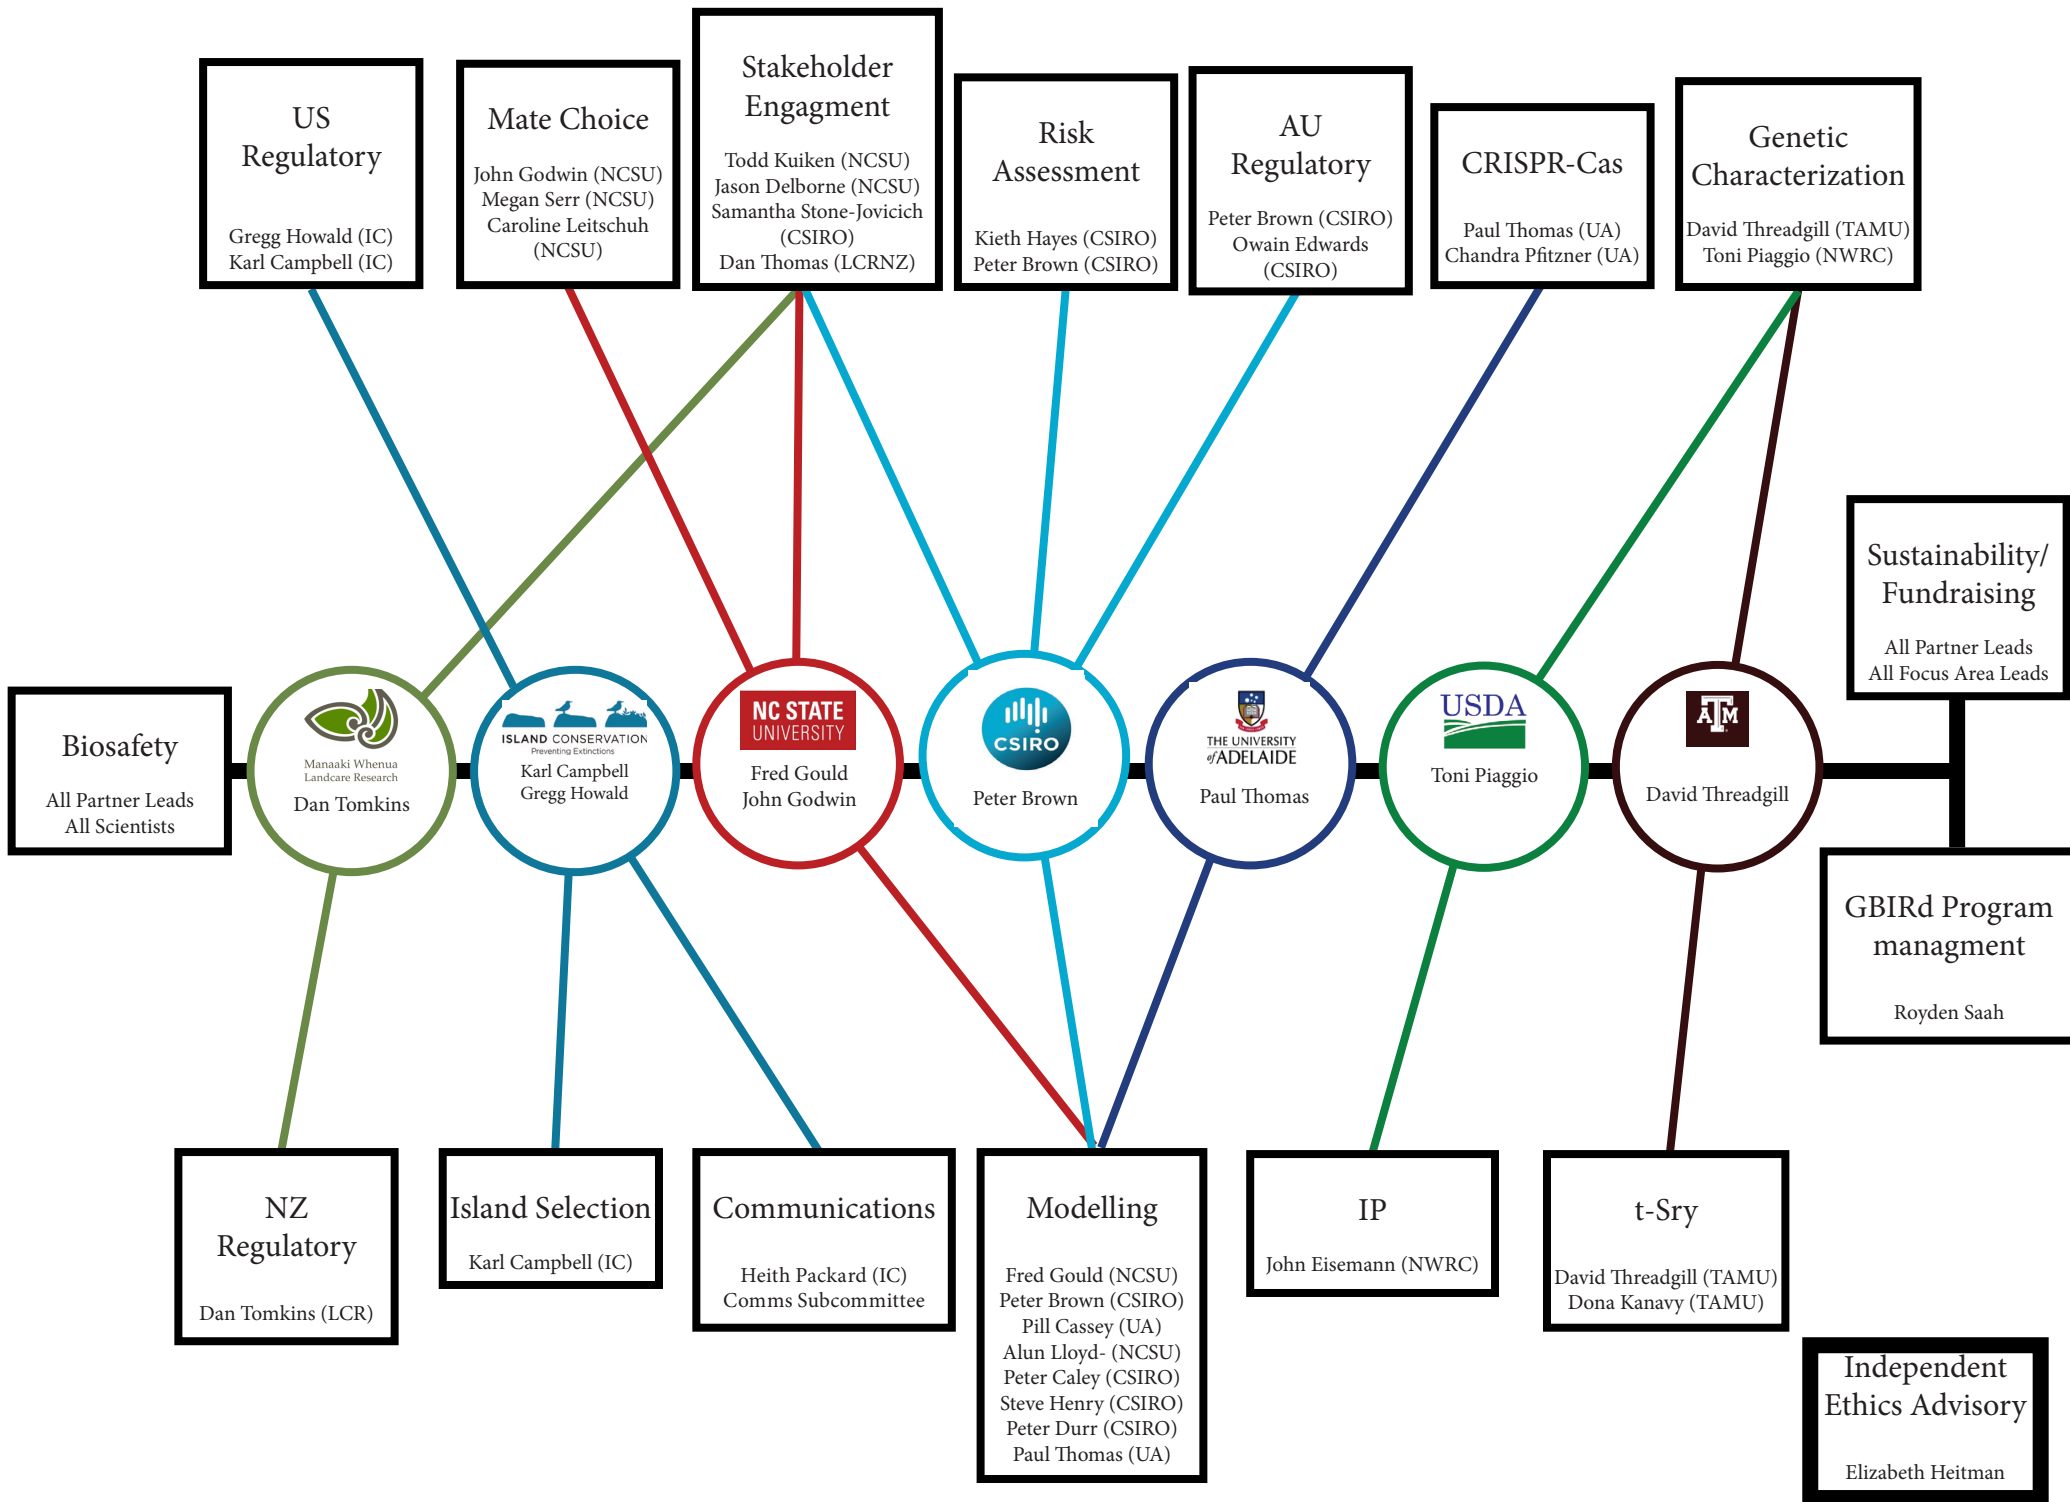 US
Regulatory
Gregg Howald (IC)
Karl Campbell (IC)
Mate Choice
John Godwin (NCSU)
Megan Serr (NCSU)
Caroline Leitschuh
(NCSU)
Stakeholder
Engagment
Todd Kuiken (NCSU)
Jason Delborne (NCSU)
Samantha Stone-Jovicich
(CSIRO)
Dan Thomas (LCRNZ)
Risk
Assessment
Kieth Hayes (CSIRO)
Peter Brown (CSIRO)
AU
Regulatory
Peter Brown (CSIRO)
Owain Edwards
(CSIRO)
CRISPR-Cas
Paul Thomas (UA)
Chandra Pfitzner (UA)
Genetic
Characterization
David Threadgill (TAMU)
Toni Piaggio (NWRC)
Sustainability/
Fundraising
All Partner Leads
All Focus Area Leads
Biosafety
All Partner Leads
All Scientists
Manaaki Whenua
Landcare Research
Dan Tomkins
ISLAND CONSERVATION
Preventing Extinctions
Karl Campbell
Gregg Howald
NC STATE
UNIVERSITY
Fred Gould
John Godwin
CSIRO
Peter Brown
THE UNIVERSITY
of ADELAIDE
Paul Thomas
USDA
Toni Piaggio
ATM
David Threadgill
GBIRd Program
managment
Royden Saah
NZ
Regulatory
Dan Tomkins (LCR)
Island Selection
Karl Campbell (IC)
Communications
Heith Packard (IC)
Comms Subcommittee
Modelling
Fred Gould (NCSU)
Peter Brown (CSIRO)
Pill Cassey (UA)
Alun Lloyd- (NCSU)
Peter Caley (CSIRO)
Steve Henry (CSIRO)
Peter Durr (CSIRO)
Paul Thomas (UA)
IP
John Eisemann (NWRC)
t-Sry
David Threadgill (TAMU)
Dona Kanavy (TAMU)
Independent
Ethics Advisory
Elizabeth Heitman